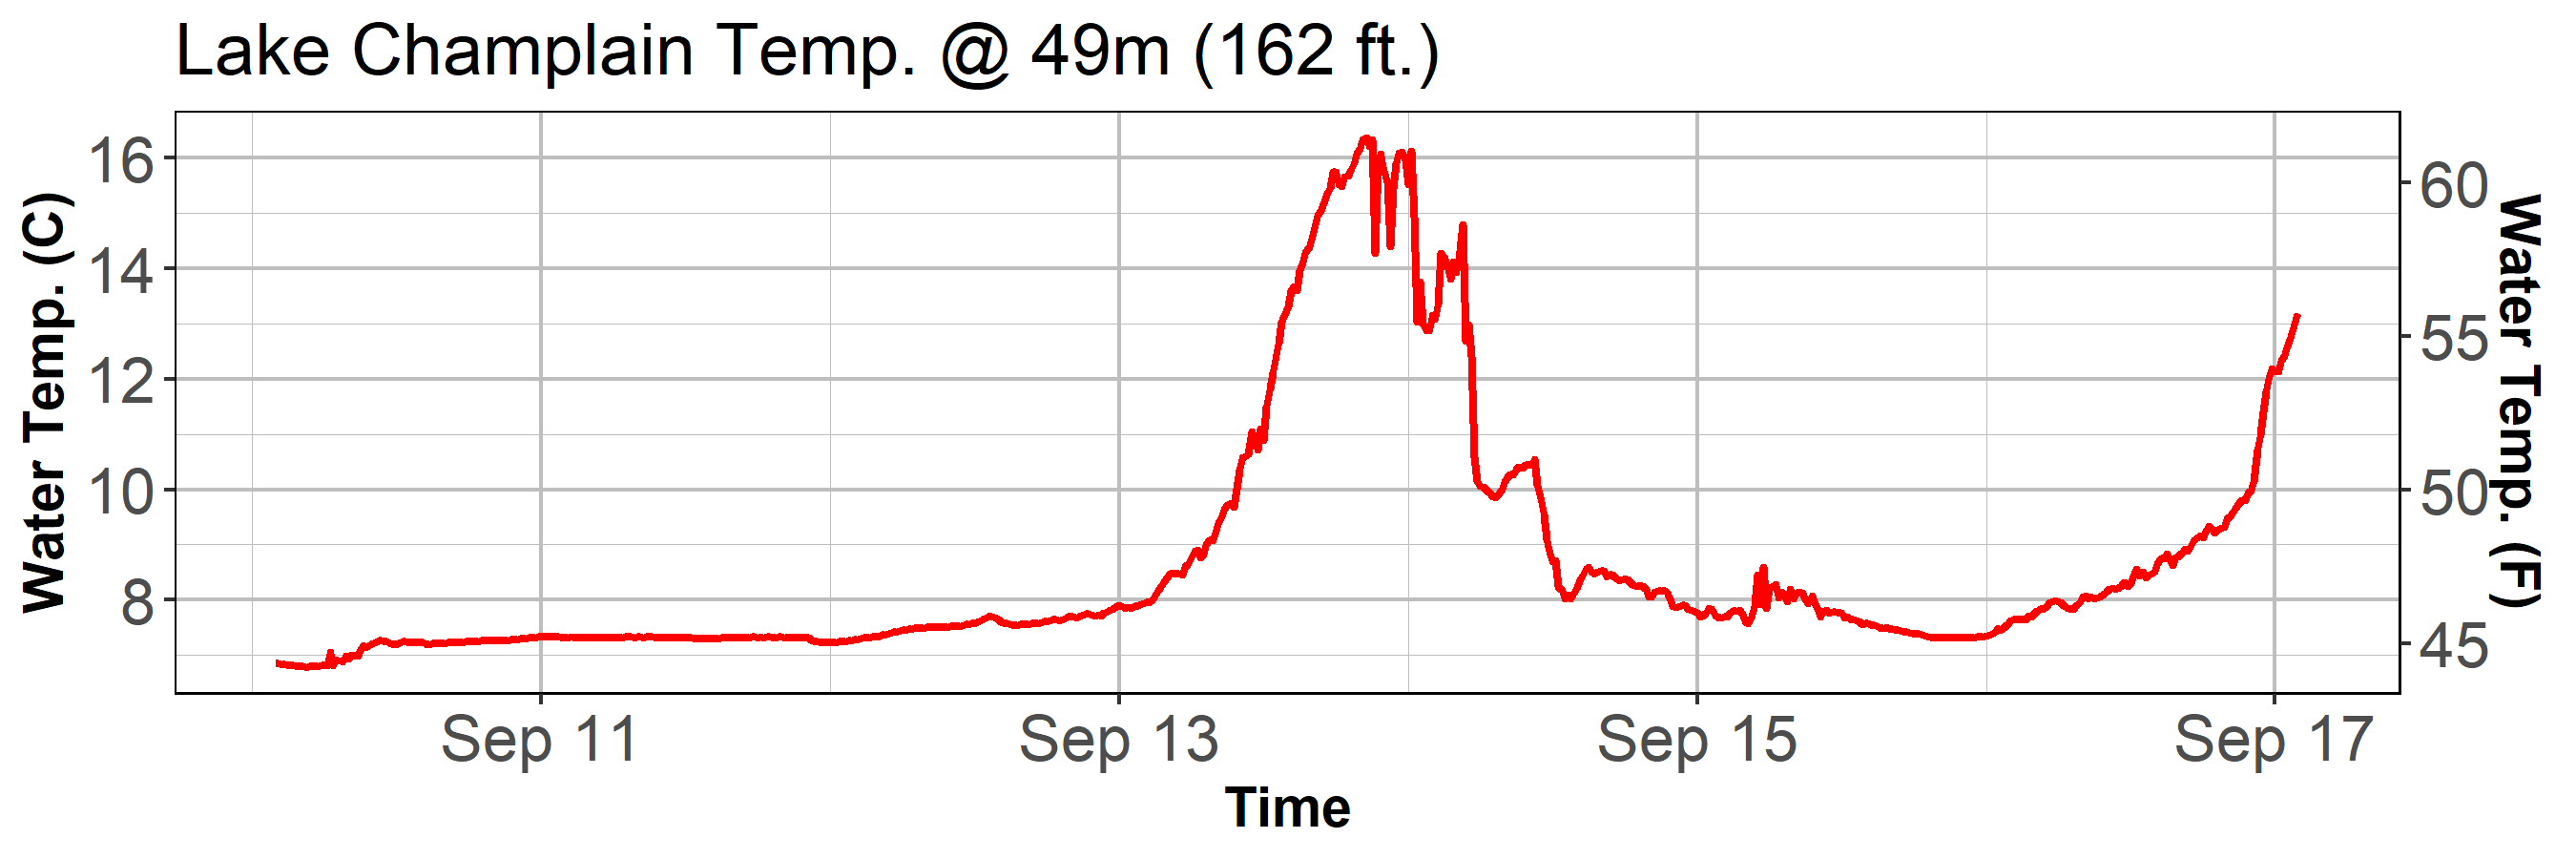 Lake Champlain Temp. @ 49m (162 ft.)
Water Temp. (C)
16
14
12
10
8
60
55
50
45
Water Temp. (F)
Sep 11
Sep 13
Sep 15
Sep 17
Time